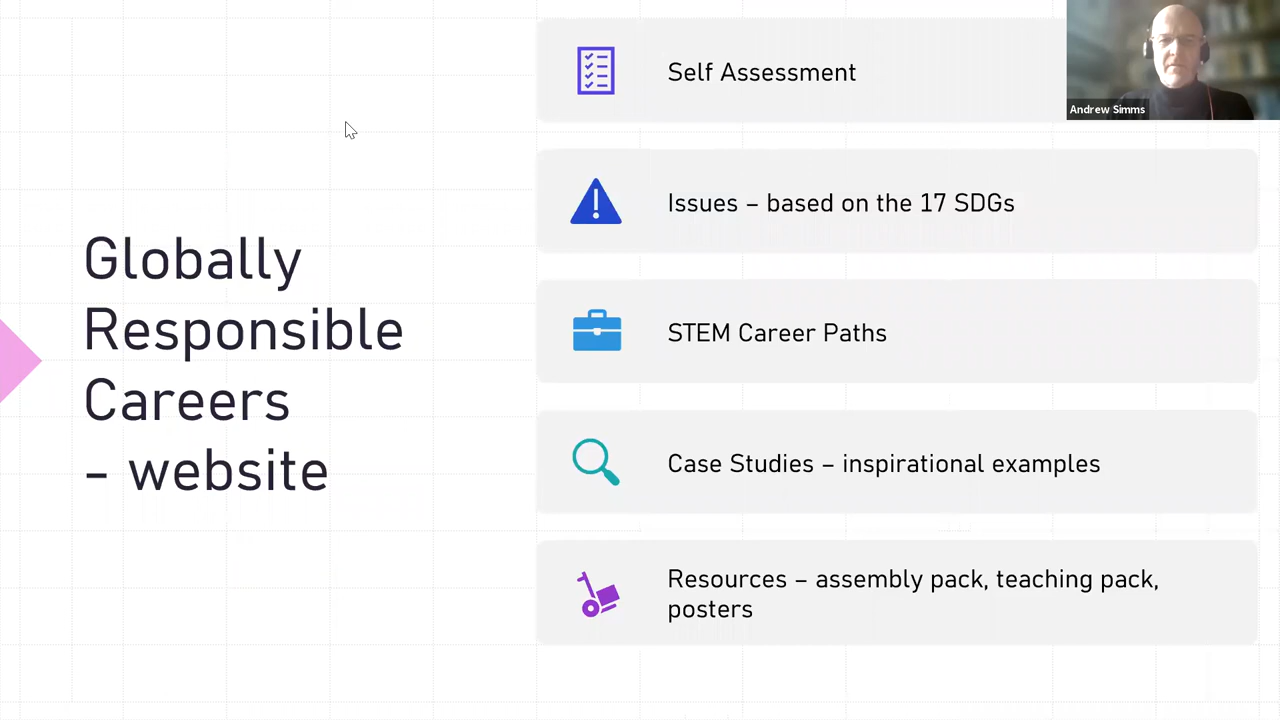 Globally
Responsible
Careers
– website
Self Assessment
Issues – based on the 17 SDGs
STEM Career Paths
Case Studies – inspirational examples
Resources – assembly pack, teaching pack,
posters
Andrew Simms